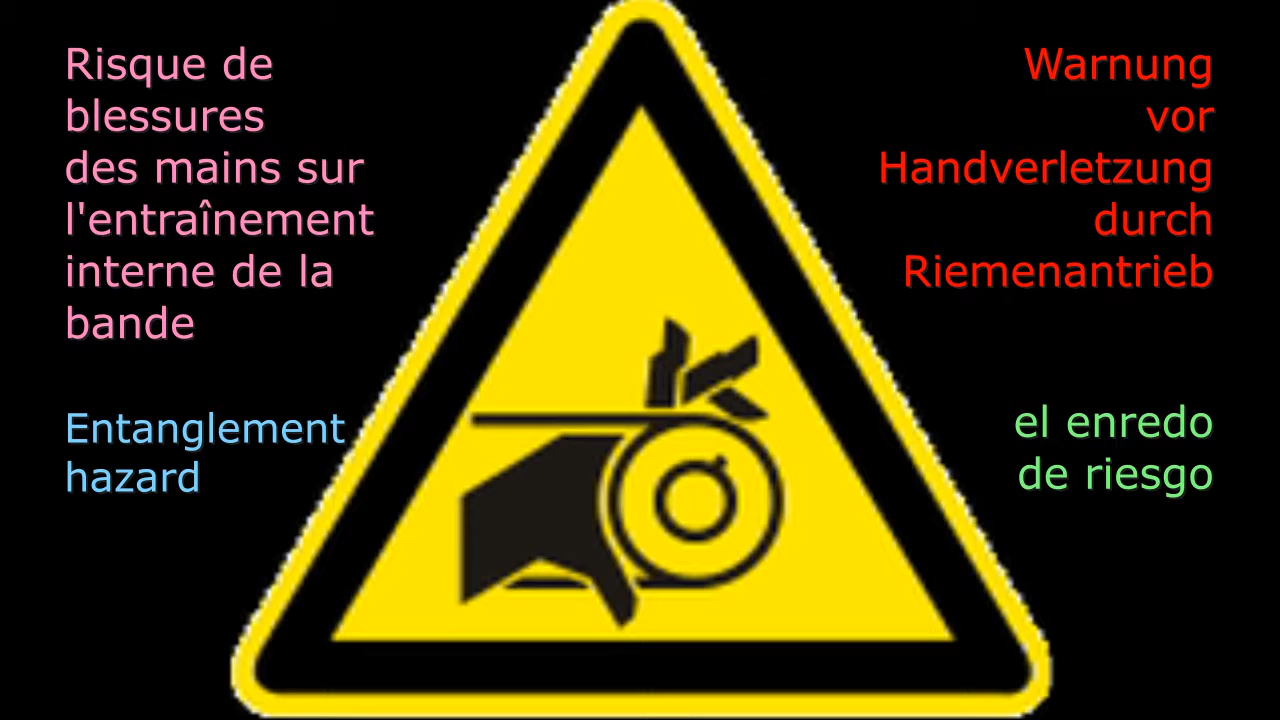 Risque de
blessures
des mains sur
l'entraînement
interne de la
bande
Entanglement
hazard
Warnung
vor
Handverletzung
durch
Riemenantrieb
el enredo
de riesgo